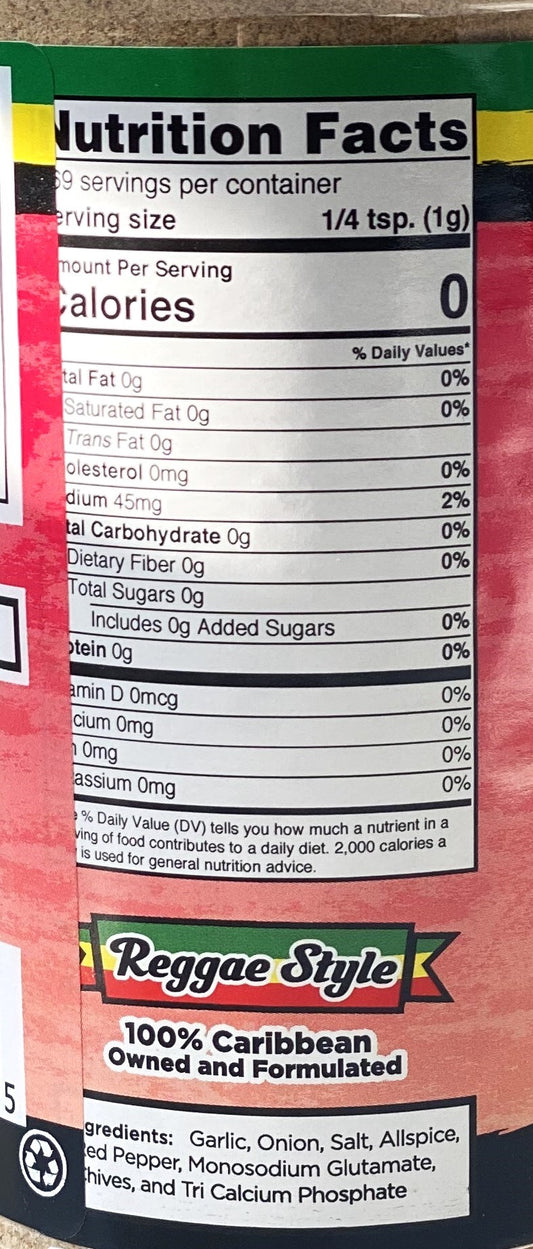 Nutrition Facts
69 servings per container
erving size 1/4 tsp. (1g)
mount Per Serving
Calories 0
% Daily Values*
tal Fat 0g 0%
Saturated Fat 0g 0%
Trans Fat 0g
olesterol 0mg 0%
dium 45mg 2%
tal Carbohydrate 0g 0%
Dietary Fiber 0g 0%
Total Sugars 0g
Includes 0g Added Sugars 0%
otein 0g 0%
amin D 0mcg 0%
cium 0mg 0%
n 0mg 0%
assium 0mg 0%
% Daily Value (DV) tells you how much a nutrient in a
ving of food contributes to a daily diet. 2,000 calories a
is used for general nutrition advice.
Reggae Style
100% Caribbean
Owned and Formulated
5
gredients: Garlic, Onion, Salt, Allspice,
ed Pepper, Monosodium Glutamate,
hives, and Tri Calcium Phosphate